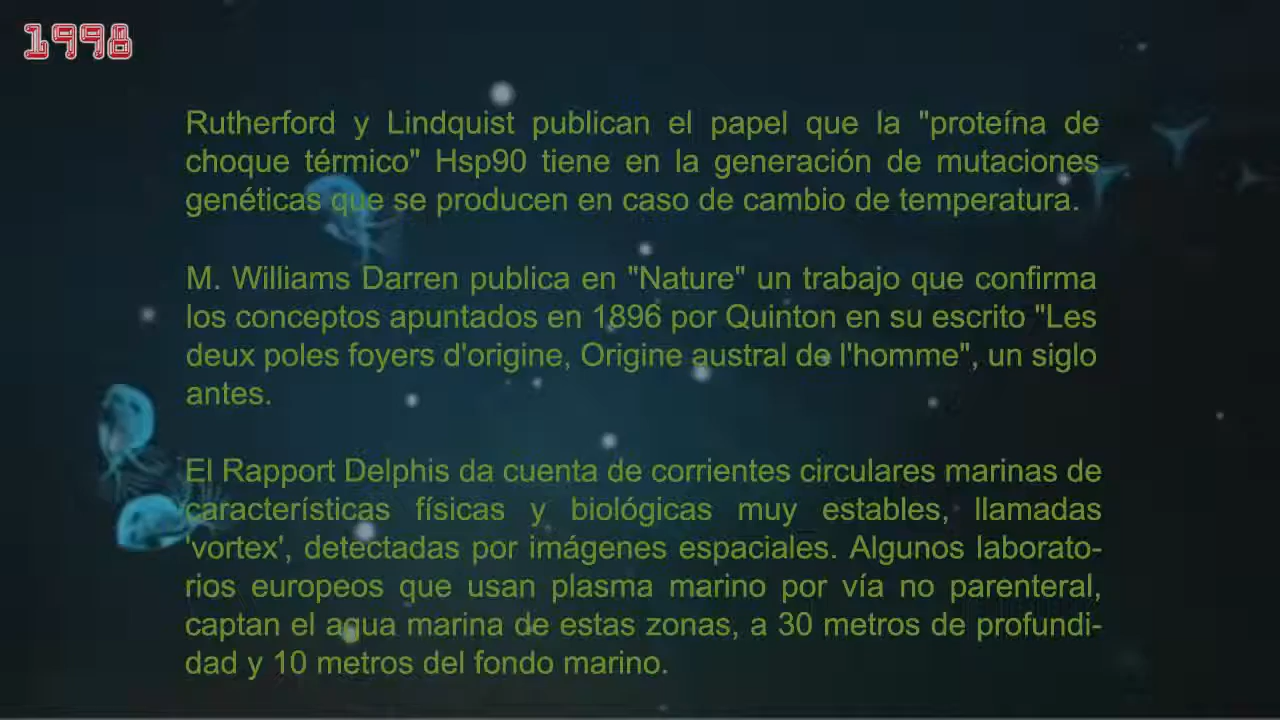 1998
Rutherford y Lindquist publican el papel que la "proteína de
choque térmico" Hsp90 tiene en la generación de mutaciones
genéticas que se producen en caso de cambio de temperatura.
M. Williams Darren publica en "Nature" un trabajo que confirma
los conceptos apuntados en 1896 por Quinton en su escrito "Les
deux poles foyers d'origine, Origine austral de l'homme", un siglo
antes.
El Rapport Delphis da cuenta de corrientes circulares marinas de
características físicas y biológicas muy estables, llamadas
'vortex', detectadas por imágenes espaciales. Algunos laborato-
rios europeos que usan plasma marino por vía no parenteral,
captan el agua marina de estas zonas, a 30 metros de profundi-
dad y 10 metros del fondo marino.